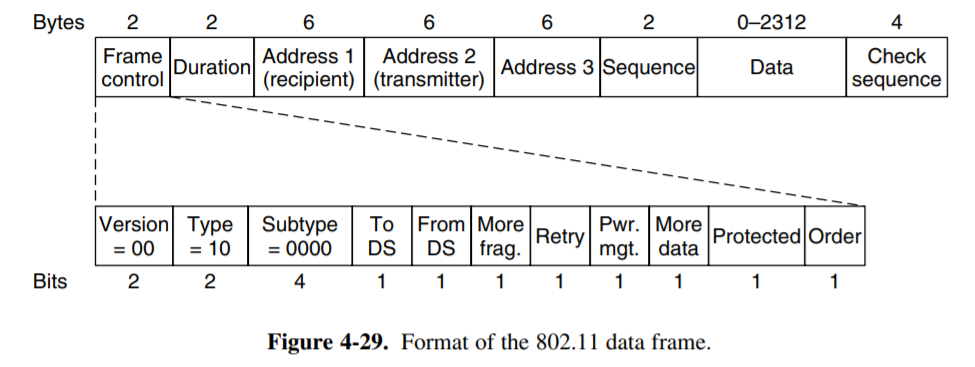 Bytes 2 2 6 6 6 2 0–2312 4
Frame control Duration Address 1 (recipient) Address 2 (transmitter) Address 3 Sequence Data Check sequence
Version = 00 Type = 10 Subtype = 0000 To DS From DS More frag. Retry Pwr. mgt. More data Protected Order
Bits 2 2 4 1 1 1 1 1 1 1 1
Figure 4-29. Format of the 802.11 data frame.